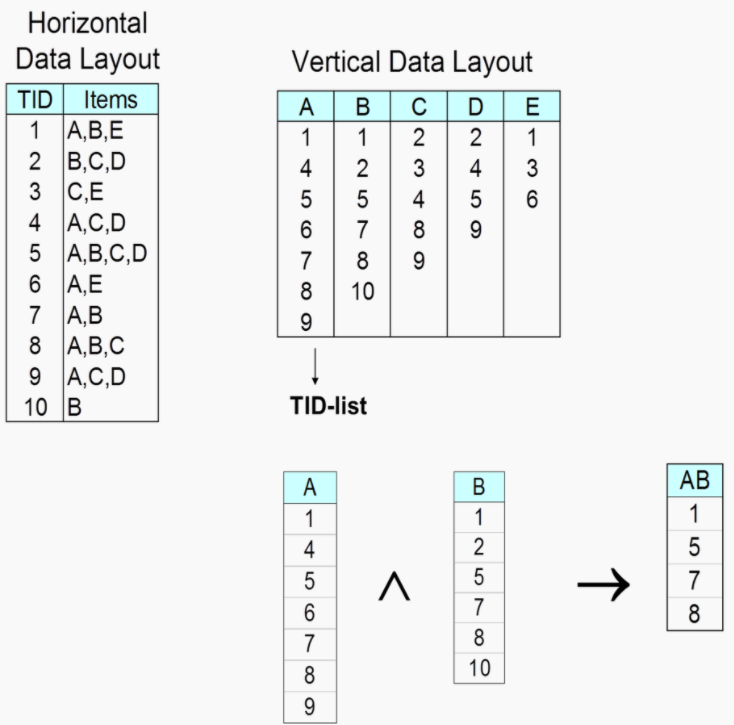 Horizontal
Data Layout
TID Items
1 A,B,E
2 B,C,D
3 C,E
4 A,C,D
5 A,B,C,D
6 A,E
7 A,B
8 A,B,C
9 A,C,D
10 B
Vertical Data Layout
A B C D E
1 1 2 2 1
4 2 3 4 3
5 5 4 5 6
6 7 8 9
7 8 9
8 10
9
↓
TID-list
A
1
4
5
6
7
8
9
∧
B
1
2
5
7
8
10
→
AB
1
5
7
8